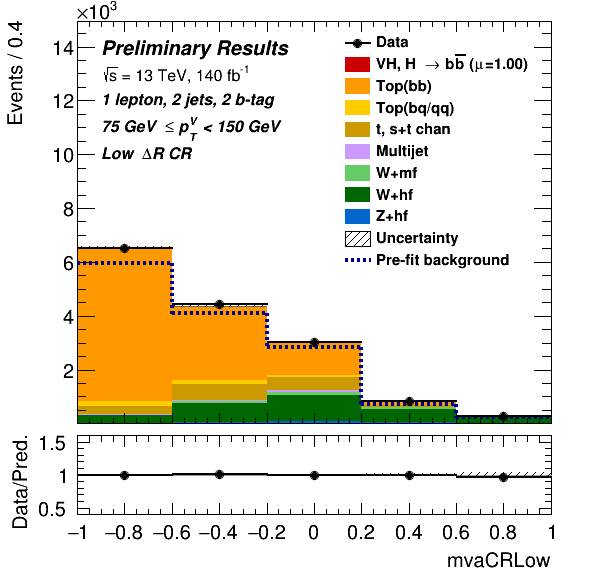 ×10³
Events / 0.4
14
12
10
8
6
4
2
Preliminary Results
√s = 13 TeV, 140 fb⁻¹
1 lepton, 2 jets, 2 b-tag
75 GeV ≤ p_T^V < 150 GeV
Low ΔR CR
Data
VH, H → bb̅ (μ=1.00)
Top(bb)
Top(bq/qq)
t, s+t chan
Multijet
W+mf
W+hf
Z+hf
Uncertainty
Pre-fit background
Data/Pred.
1.5
1
0.5
−1 −0.8 −0.6 −0.4 −0.2 0 0.2 0.4 0.6 0.8 1
mvaCRLow